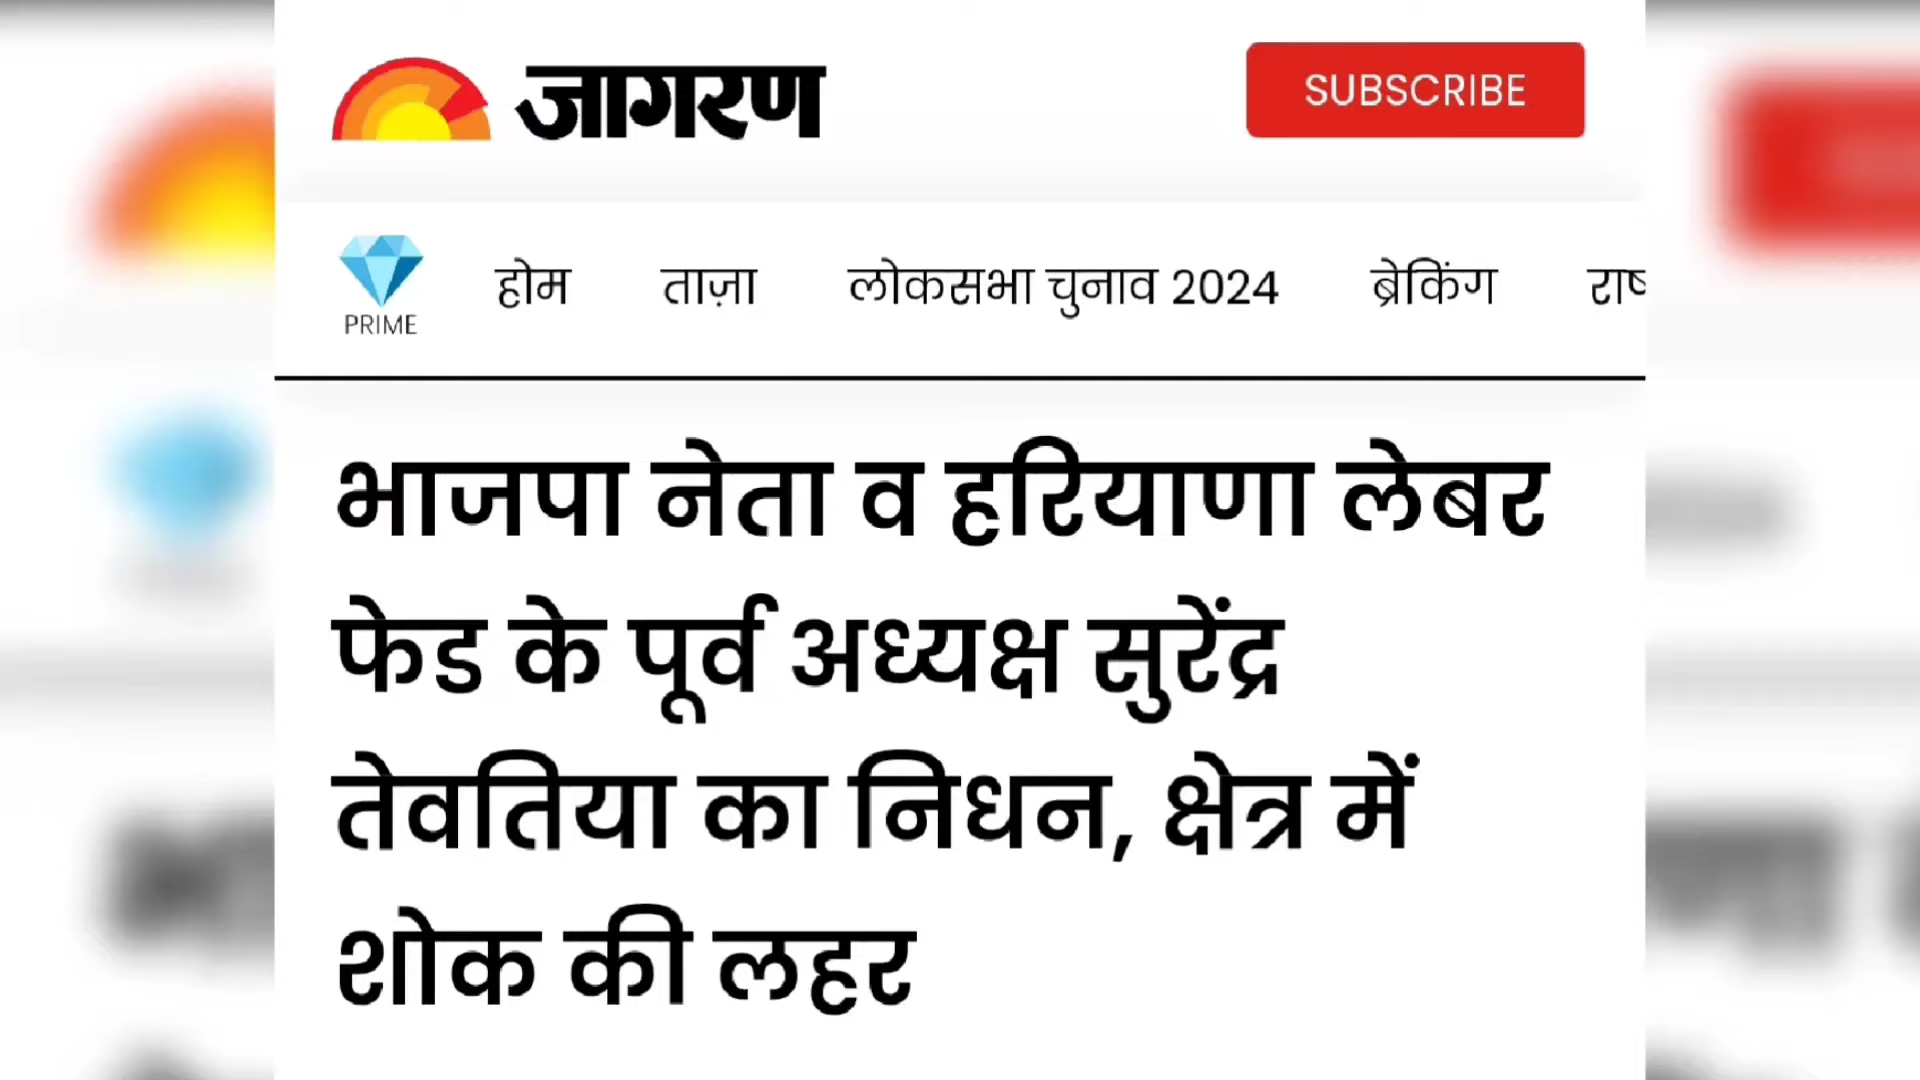 जागरण
SUBSCRIBE
PRIME
होम ताज़ा लोकसभा चुनाव 2024 ब्रेकिंग
भाजपा नेता व हरियाणा लेबर
फेड के पूर्व अध्यक्ष सुरेंद्र
तेवतिया का निधन, क्षेत्र में
शोक की लहर